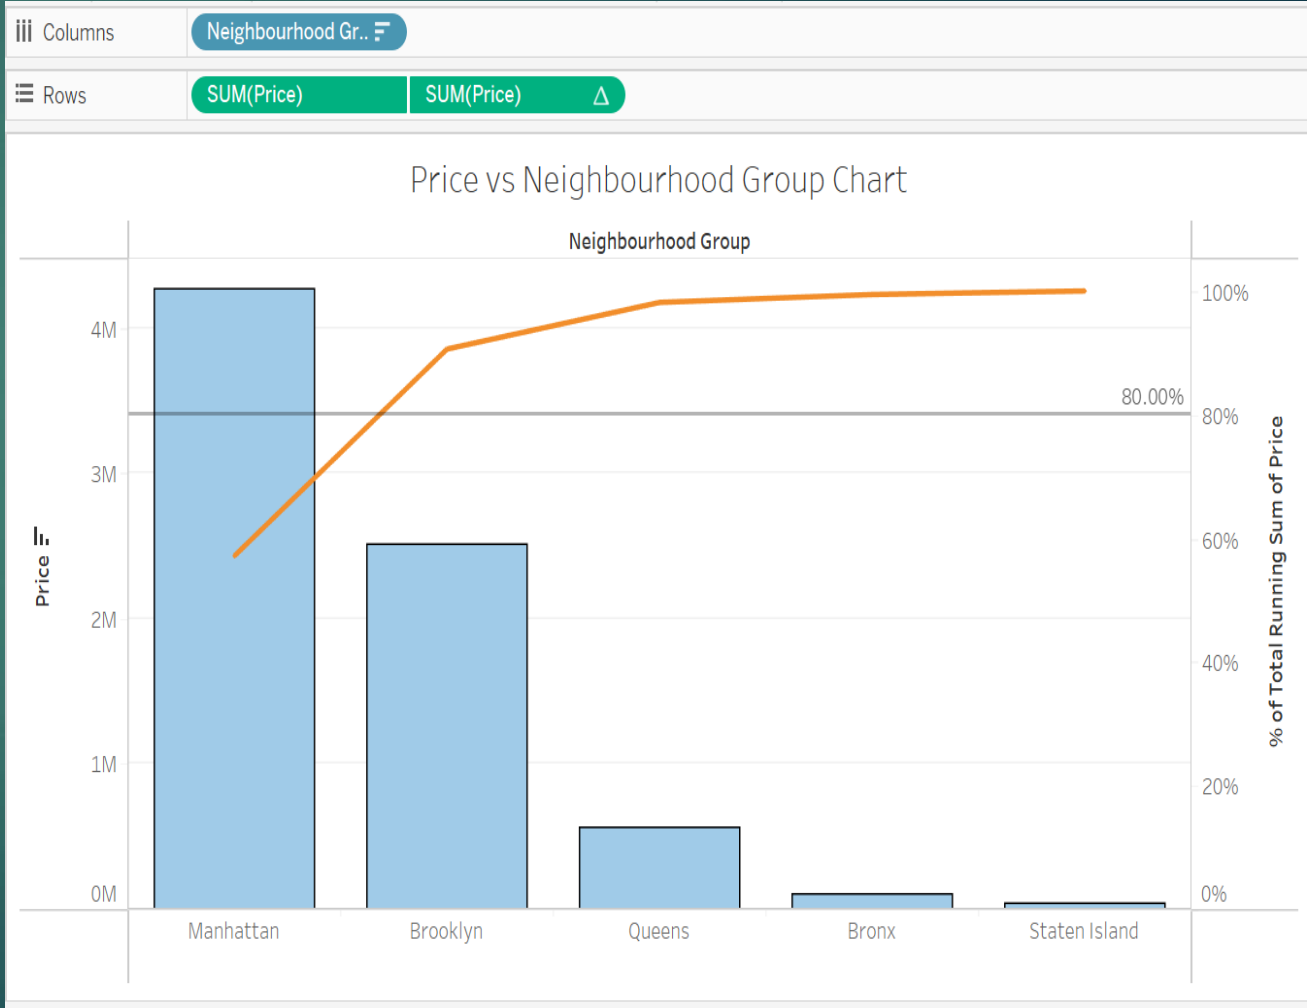 Columns
Neighbourhood Gr..
Rows
SUM(Price)
SUM(Price)
Price vs Neighbourhood Group Chart
Neighbourhood Group
4M
3M
2M
1M
0M
Price
80.00%
100%
80%
60%
40%
20%
0%
% of Total Running Sum of Price
Manhattan
Brooklyn
Queens
Bronx
Staten Island